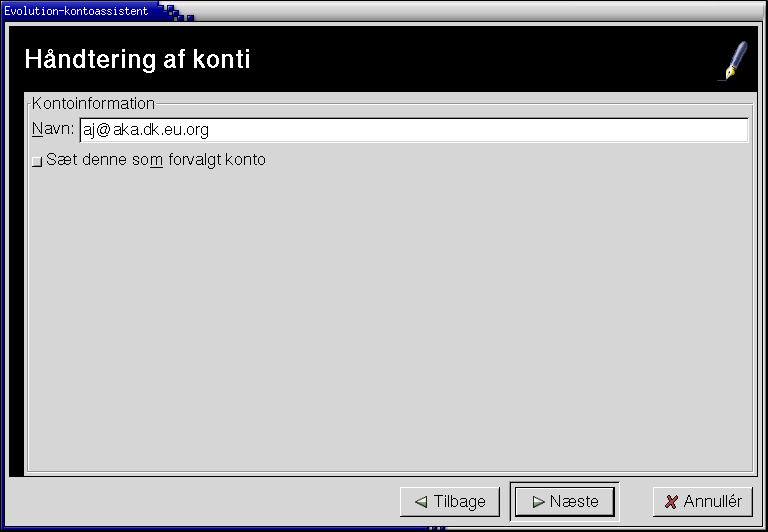 Evolution-kontoassistent
Håndtering af konti
Kontoinformation
Navn: aj@aka.dk.eu.org
Sæt denne som forvalgt konto
Tilbage
Næste
Annullér